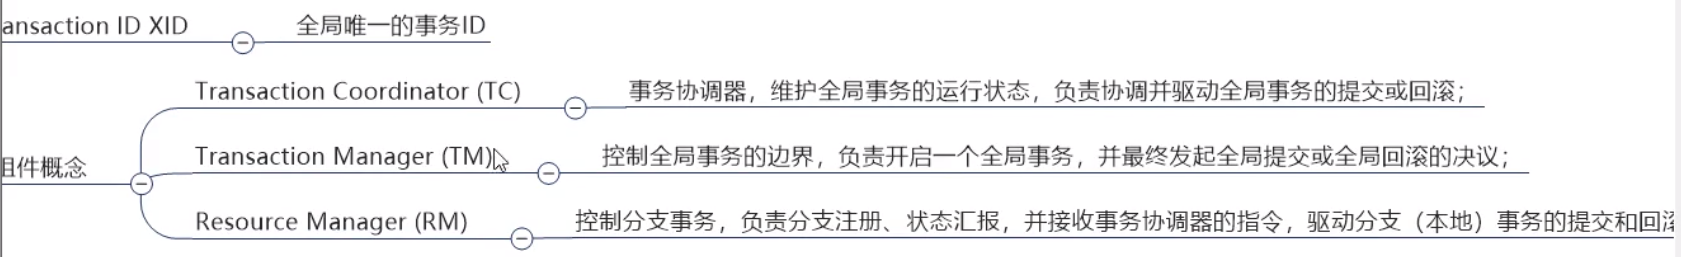 ansaction ID XID
全局唯一的事务ID
Transaction Coordinator (TC)
事务协调器，维护全局事务的运行状态，负责协调并驱动全局事务的提交或回滚；
Transaction Manager (TM)
控制全局事务的边界，负责开启一个全局事务，并最终发起全局提交或全局回滚的决议；
组件概念
Resource Manager (RM)
控制分支事务，负责分支注册、状态汇报，并接收事务协调器的指令，驱动分支（本地）事务的提交和回滚